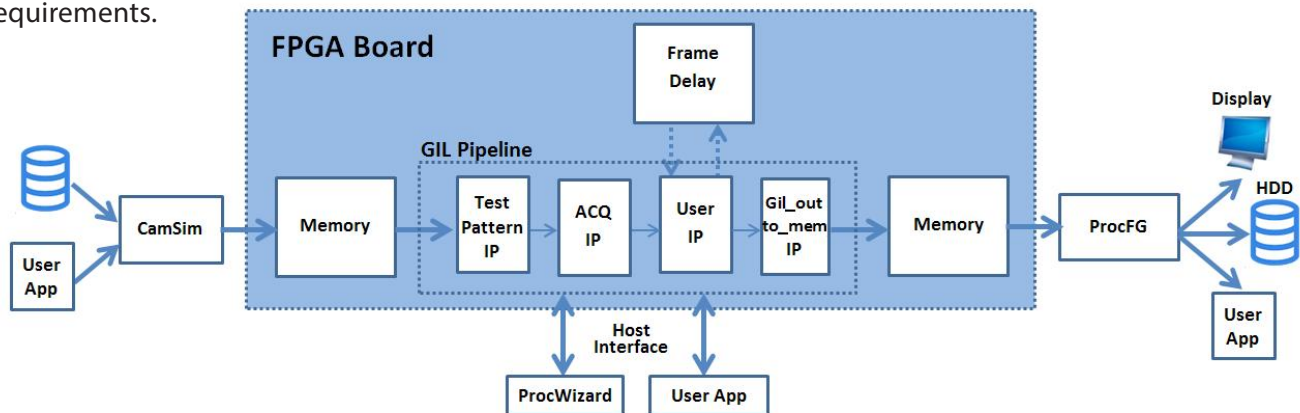 equirements.
FPGA Board
Frame
Delay
Display
GIL Pipeline
HDD
Test
Pattern
IP
ACQ
IP
User
IP
Gil_out
to_mem
IP
CamSim
Memory
Memory
ProcFG
User
App
User
App
Host
Interface
ProcWizard
User App